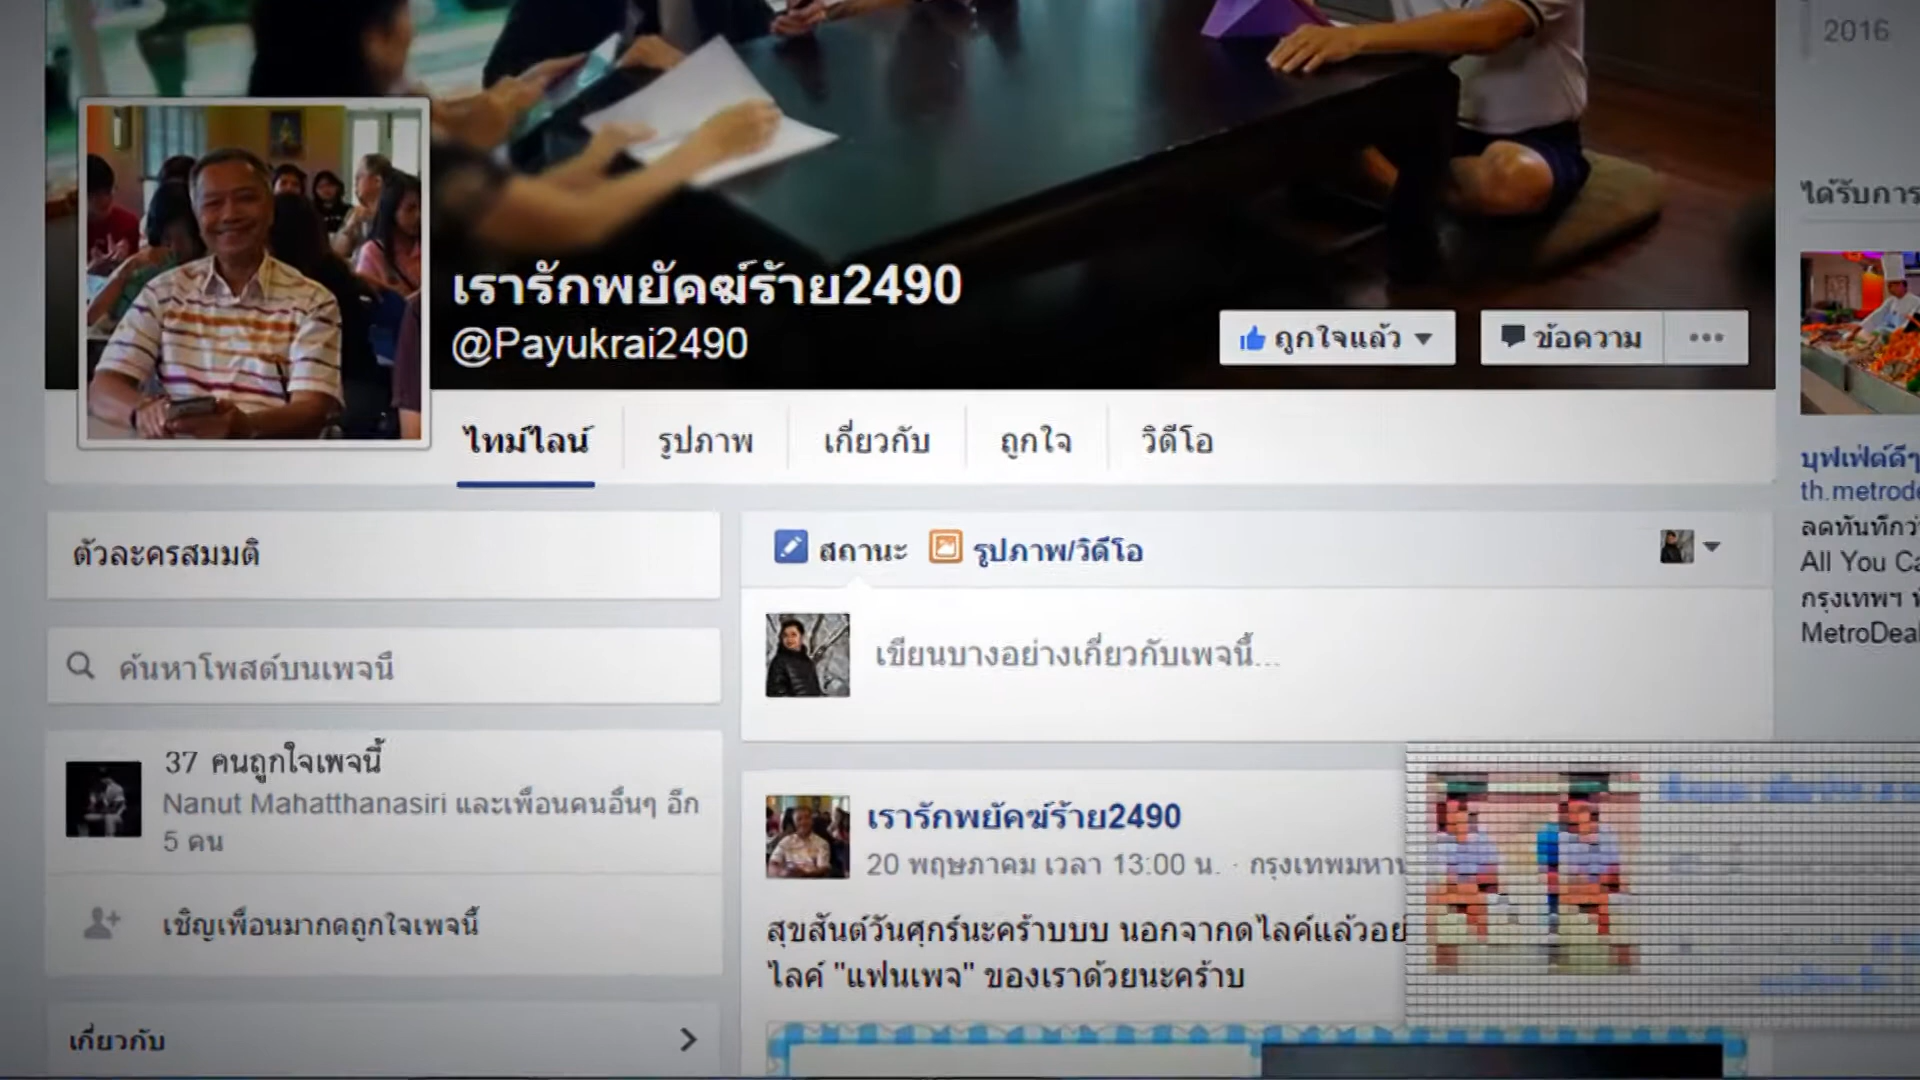 2016
เรารักพยัคฆ์ร้าย2490
@Payukrai2490
ถูกใจแล้ว
ข้อความ
ไทม์ไลน์
รูปภาพ
เกี่ยวกับ
ถูกใจ
วิดีโอ
ได้รับการ
บุฟเฟ่ต์ดีๆ
th.metrode
ลดทันทีกว่
All You Ca
กรุงเทพฯ
MetroDeal
ตัวละครสมมติ
ค้นหาโพสต์บนเพจนี้
37 คนถูกใจเพจนี้
Nanut Mahatthanasiri และเพื่อนคนอื่นๆ อีก
5 คน
เชิญเพื่อนมากดถูกใจเพจนี้
เกี่ยวกับ
สถานะ
รูปภาพ/วิดีโอ
เขียนบางอย่างเกี่ยวกับเพจนี้...
เรารักพยัคฆ์ร้าย2490
20 พฤษภาคม เวลา 13:00 น. · กรุงเทพมหาน
สุขสันต์วันศุกร์นะคร้าบบบ นอกจากดไลค์แล้วอย่
ไลค์ "แฟนเพจ" ของเราด้วยนะคร้าบ